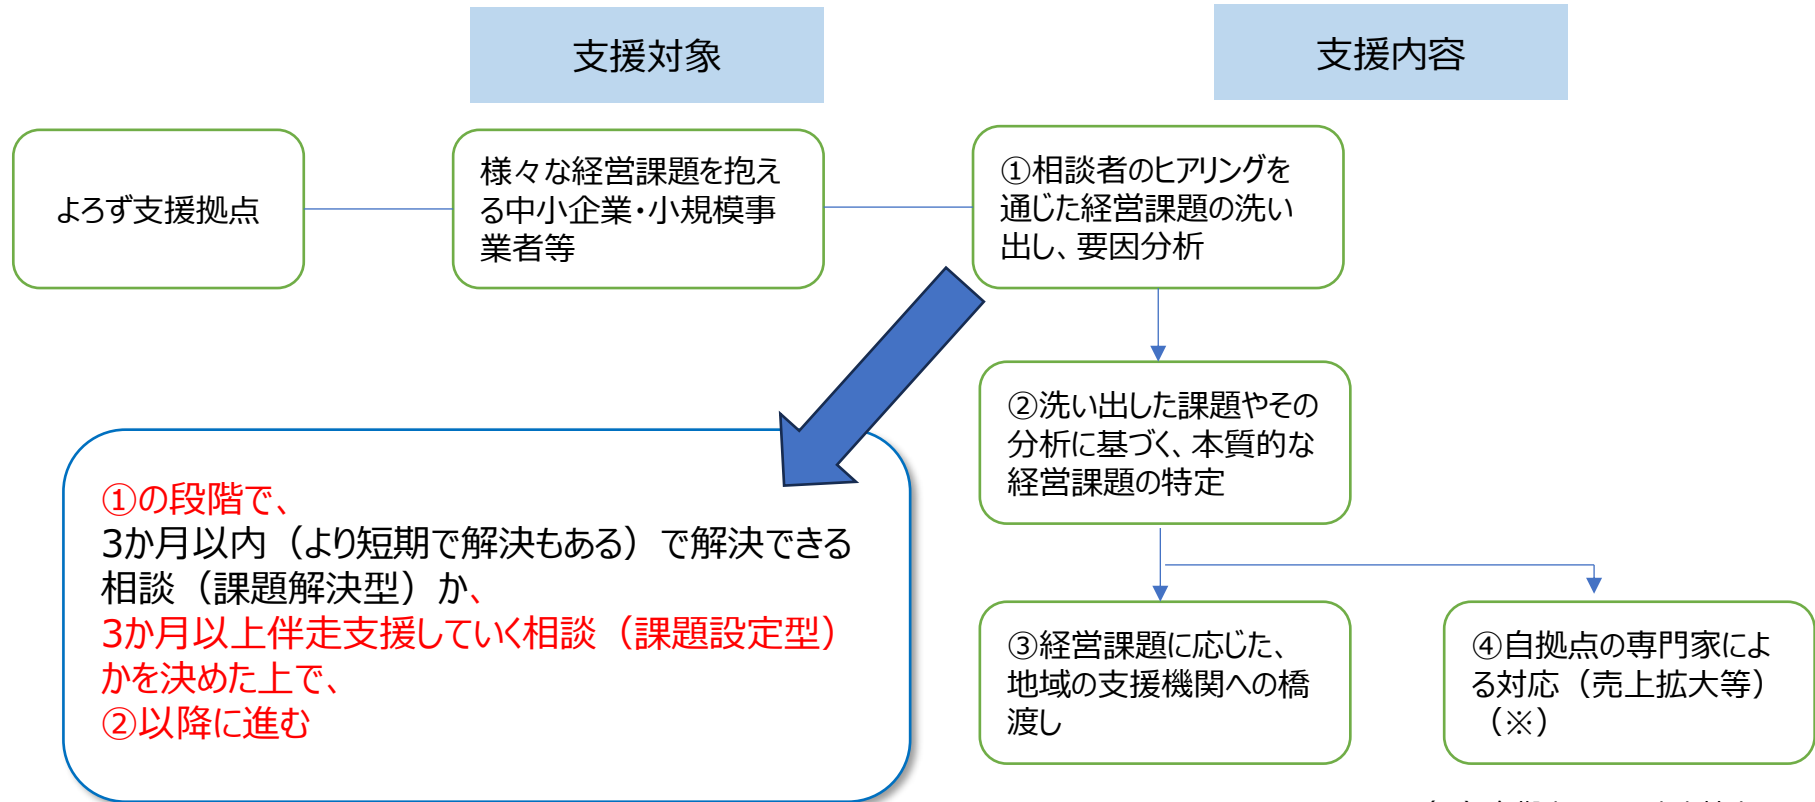 支援対象
支援内容
よろず支援拠点
様々な経営課題を抱え
る中小企業・小規模事
業者等
①相談者のヒアリングを
通じた経営課題の洗い
出し、要因分析
②洗い出した課題やその
分析に基づく、本質的な
経営課題の特定
①の段階で、
3か月以内（より短期で解決もある）で解決できる
相談（課題解決型）か、
3か月以上伴走支援していく相談（課題設定型）
かを決めた上で、
②以降に進む
③経営課題に応じた、
地域の支援機関への橋
渡し
④自拠点の専門家によ
る対応（売上拡大等）
（※）